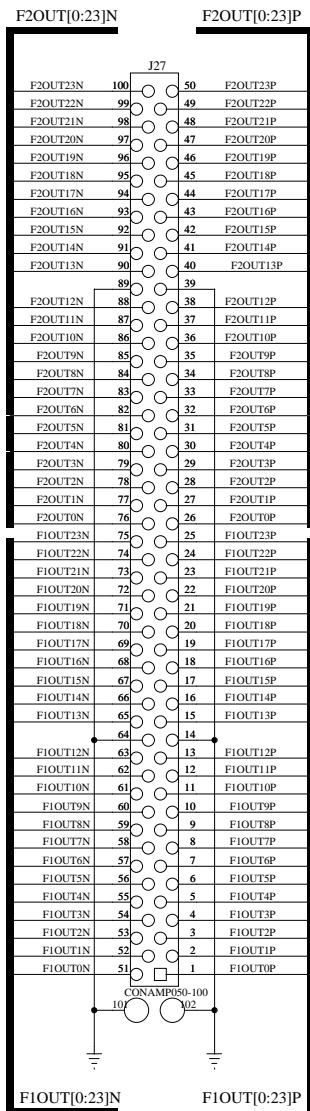 F2OUT[0:23]N F2OUT[0:23]P
J27
F2OUT23N 100 50 F2OUT23P
F2OUT22N 99 49 F2OUT22P
F2OUT21N 98 48 F2OUT21P
F2OUT20N 97 47 F2OUT20P
F2OUT19N 96 46 F2OUT19P
F2OUT18N 95 45 F2OUT18P
F2OUT17N 94 44 F2OUT17P
F2OUT16N 93 43 F2OUT16P
F2OUT15N 92 42 F2OUT15P
F2OUT14N 91 41 F2OUT14P
F2OUT13N 90 40 F2OUT13P
89 39
F2OUT12N 88 38 F2OUT12P
F2OUT11N 87 37 F2OUT11P
F2OUT10N 86 36 F2OUT10P
F2OUT9N 85 35 F2OUT9P
F2OUT8N 84 34 F2OUT8P
F2OUT7N 83 33 F2OUT7P
F2OUT6N 82 32 F2OUT6P
F2OUT5N 81 31 F2OUT5P
F2OUT4N 80 30 F2OUT4P
F2OUT3N 79 29 F2OUT3P
F2OUT2N 78 28 F2OUT2P
F2OUT1N 77 27 F2OUT1P
F2OUT0N 76 26 F2OUT0P
F1OUT23N 75 25 F1OUT23P
F1OUT22N 74 24 F1OUT22P
F1OUT21N 73 23 F1OUT21P
F1OUT20N 72 22 F1OUT20P
F1OUT19N 71 21 F1OUT19P
F1OUT18N 70 20 F1OUT18P
F1OUT17N 69 19 F1OUT17P
F1OUT16N 68 18 F1OUT16P
F1OUT15N 67 17 F1OUT15P
F1OUT14N 66 16 F1OUT14P
F1OUT13N 65 15 F1OUT13P
64 14
F1OUT12N 63 13 F1OUT12P
F1OUT11N 62 12 F1OUT11P
F1OUT10N 61 11 F1OUT10P
F1OUT9N 60 10 F1OUT9P
F1OUT8N 59 9 F1OUT8P
F1OUT7N 58 8 F1OUT7P
F1OUT6N 57 7 F1OUT6P
F1OUT5N 56 6 F1OUT5P
F1OUT4N 55 5 F1OUT4P
F1OUT3N 54 4 F1OUT3P
F1OUT2N 53 3 F1OUT2P
F1OUT1N 52 2 F1OUT1P
F1OUT0N 51 1 F1OUT0P
CONAMP050-100
101 102
F1OUT[0:23]N F1OUT[0:23]P